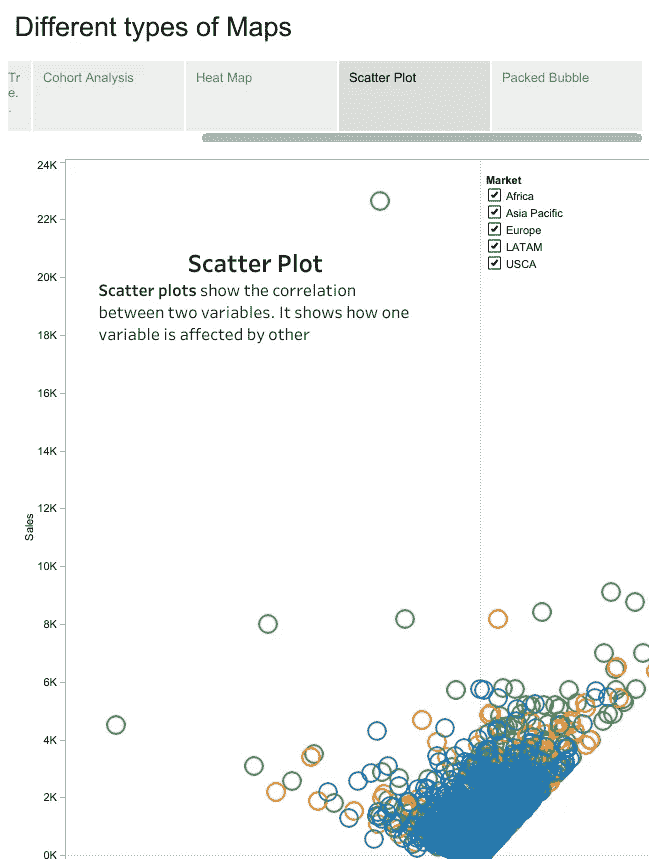 Different types of Maps
Tr
e.
.
Cohort Analysis
Heat Map
Scatter Plot
Packed Bubble
24K
22K
20K
18K
16K
14K
12K
10K
8K
6K
4K
2K
0K
Sales
Market
Africa
Asia Pacific
Europe
LATAM
USCA
Scatter Plot
Scatter plots show the correlation
between two variables. It shows how one
variable is affected by other